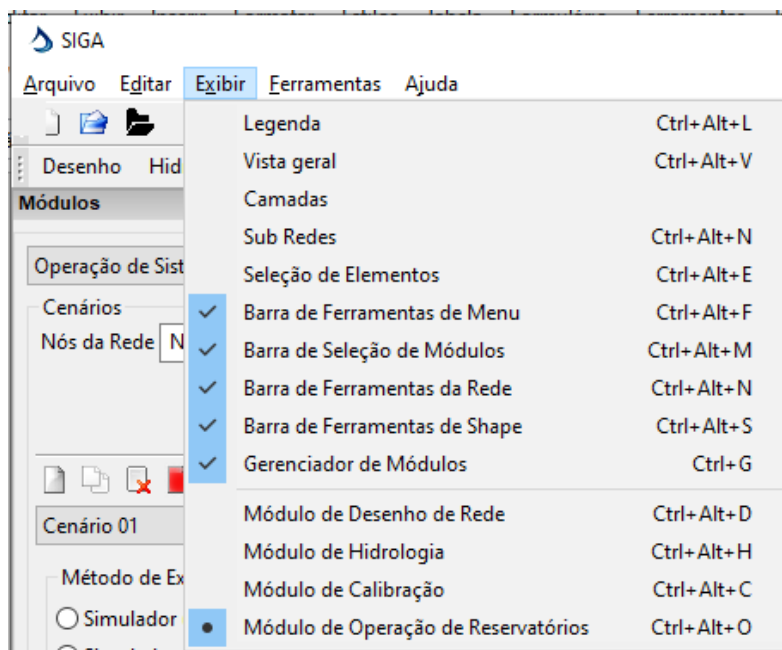 SIGA
Arquivo Editar Exibir Ferramentas Ajuda
Legenda Ctrl+Alt+L
Desenho Vista geral Ctrl+Alt+V
Módulos Camadas
Sub Redes Ctrl+Alt+N
Operação de Seleção de Elementos Ctrl+Alt+E
Cenários Barra de Ferramentas de Menu Ctrl+Alt+F
Nós da Rede Barra de Seleção de Módulos Ctrl+Alt+M
Barra de Ferramentas da Rede Ctrl+Alt+N
Barra de Ferramentas de Shape Ctrl+Alt+S
Gerenciador de Módulos Ctrl+G
Cenário 01 Módulo de Desenho de Rede Ctrl+Alt+D
Módulo de Hidrologia Ctrl+Alt+H
Método de Módulo de Calibração Ctrl+Alt+C
Simulador Módulo de Operação de Reservatórios Ctrl+Alt+O